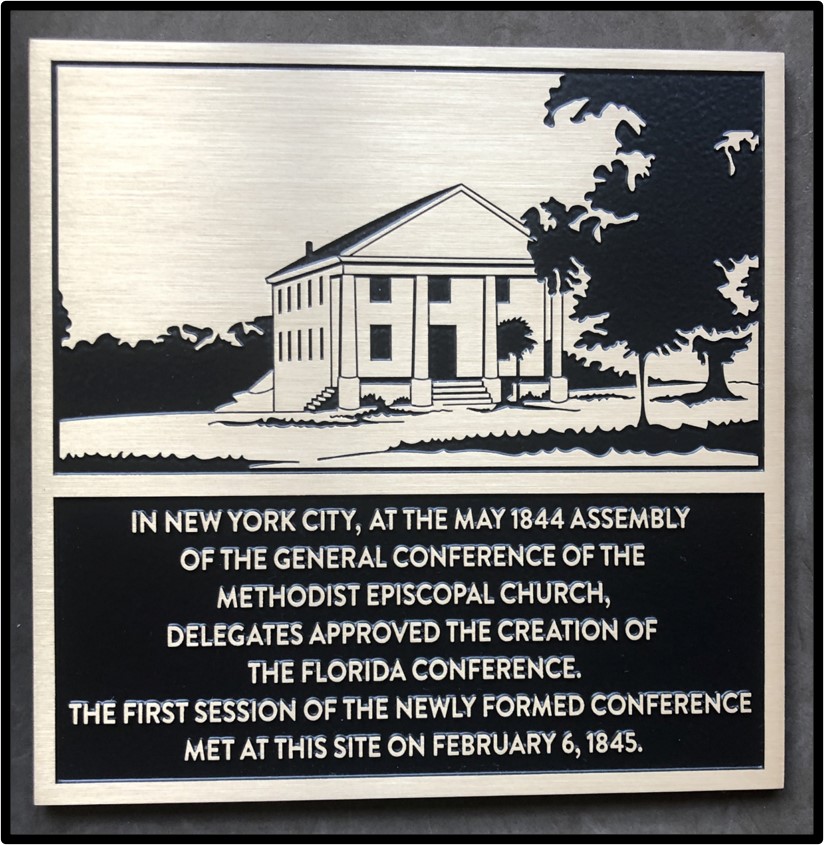 IN NEW YORK CITY, AT THE MAY 1844 ASSEMBLY
OF THE GENERAL CONFERENCE OF THE
METHODIST EPISCOPAL CHURCH,
DELEGATES APPROVED THE CREATION OF
THE FLORIDA CONFERENCE.
THE FIRST SESSION OF THE NEWLY FORMED CONFERENCE
MET AT THIS SITE ON FEBRUARY 6, 1845.